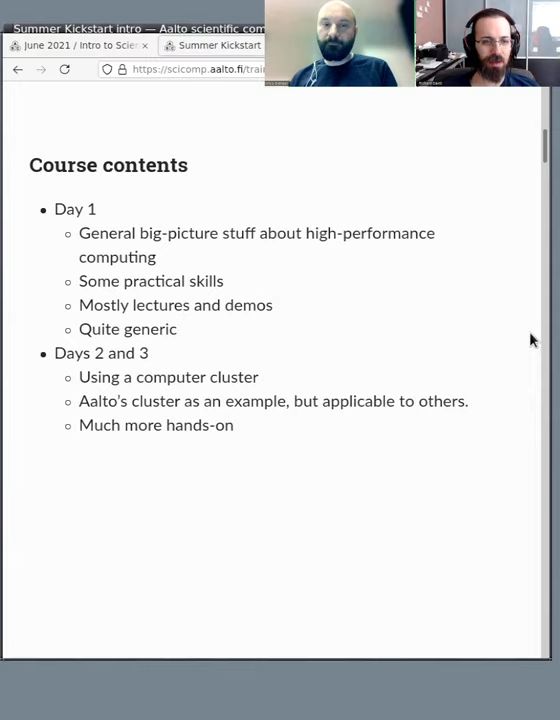 Summer Kickstart intro — Aalto scientific com
June 2021 / Intro to Scien
Summer Kickstart
https://scicomp.aalto.fi/trai
Course contents
• Day 1
○ General big-picture stuff about high-performance
computing
○ Some practical skills
○ Mostly lectures and demos
○ Quite generic
• Days 2 and 3
○ Using a computer cluster
○ Aalto's cluster as an example, but applicable to others.
○ Much more hands-on